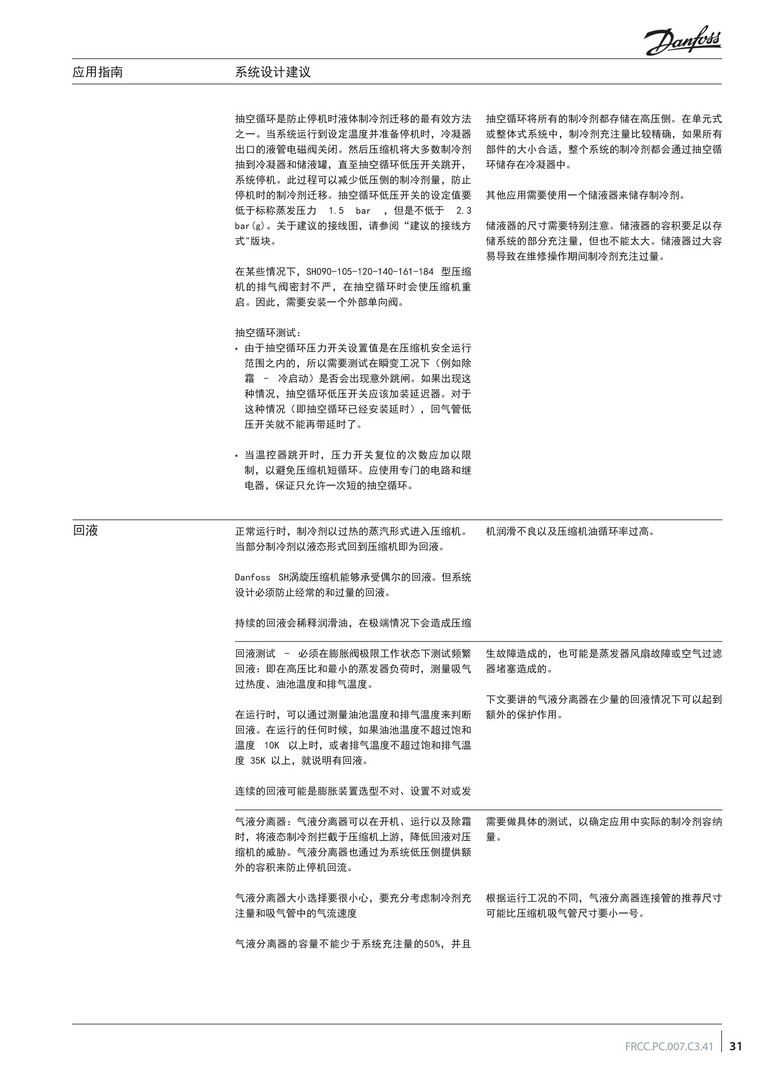 Danfoss
应用指南
系统设计建议
抽空循环是防止停机时液体制冷剂迁移的最有效方法
之一。当系统运行到设定温度并准备停机时，冷凝器
出口的液管电磁阀关闭。然后压缩机将大多数制冷剂
抽到冷凝器和储液罐，直至抽空循环低压开关跳开，
系统停机。此过程可以减少低压侧的制冷剂量，防止
停机时的制冷剂迁移。抽空循环低压开关的设定值要
低于标称蒸发压力 1.5 bar ，但是不低于 2.3
bar(g)。关于建议的接线图，请参阅“建议的接线方
式"版块。
在某些情况下，SH090-105-120-140-161-184 型压缩
机的排气阀密封不严，在抽空循环时会使压缩机重
启。因此，需要安装一个外部单向阀。
抽空循环测试：
• 由于抽空循环压力开关设置值是在压缩机安全运行
范围之内的，所以需要测试在瞬变工况下（例如除
霜 - 冷启动）是否会出现意外跳闸。如果出现这
种情况，抽空循环低压开关应该加装延迟器。对于
这种情况（即抽空循环已经安装延时），回气管低
压开关就不能再带延时了。
• 当温控器跳开时，压力开关复位的次数应加以限
制，以避免压缩机短循环。应使用专门的电路和继
电器，保证只允许一次短的抽空循环。
抽空循环将所有的制冷剂都存储在高压侧。在单元式
或整体式系统中，制冷剂充注量比较精确，如果所有
部件的大小合适，整个系统的制冷剂都会通过抽空循
环储存在冷凝器中。
其他应用需要使用一个储液器来储存制冷剂。
储液器的尺寸需要特别注意。储液器的容积要足以存
储系统的部分充注量，但也不能太大。储液器过大容
易导致在维修操作期间制冷剂充注过量。
回液
正常运行时，制冷剂以过热的蒸汽形式进入压缩机。
当部分制冷剂以液态形式回到压缩机即为回液。
Danfoss SH涡旋压缩机能够承受偶尔的回液。但系统
设计必须防止经常的和过量的回液。
持续的回液会稀释润滑油，在极端情况下会造成压缩
机润滑不良以及压缩机油循环率过高。
回液测试 - 必须在膨胀阀极限工作状态下测试频繁
回液：即在高压比和最小的蒸发器负荷时，测量吸气
过热度、油池温度和排气温度。
在运行时，可以通过测量油池温度和排气温度来判断
回液。在运行的任何时候，如果油池温度不超过饱和
温度 10K 以上时，或者排气温度不超过饱和排气温
度 35K 以上，就说明有回液。
连续的回液可能是膨胀装置选型不对、设置不对或发
生故障造成的，也可能是蒸发器风扇故障或空气过滤
器堵塞造成的。
下文要讲的气液分离器在少量的回液情况下可以起到
额外的保护作用。
气液分离器：气液分离器可以在开机、运行以及除霜
时，将液态制冷剂拦截于压缩机上游，降低回液对压
缩机的威胁。气液分离器也通过为系统低压侧提供额
外的容积来防止停机回流。
气液分离器大小选择要很小心，要充分考虑制冷剂充
注量和吸气管中的气流速度
气液分离器的容量不能少于系统充注量的50%，并且
需要做具体的测试，以确定应用中实际的制冷剂容纳
量。
根据运行工况的不同，气液分离器连接管的推荐尺寸
可能比压缩机吸气管尺寸要小一号。
FRCC.PC.007.C3.41 31